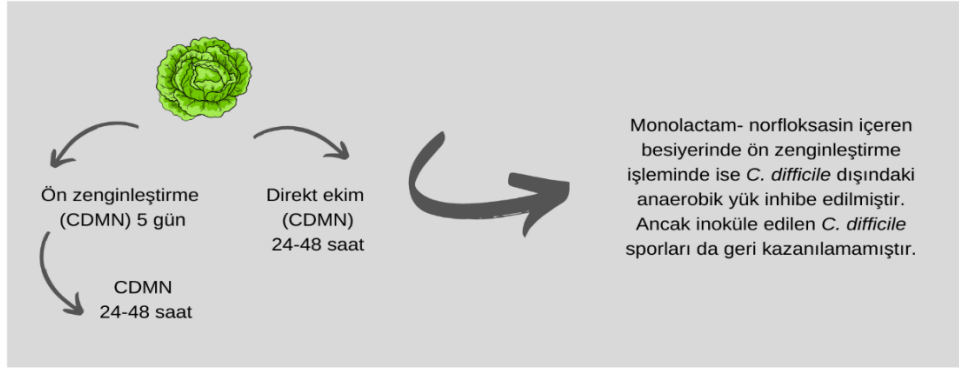 Ön zenginleştirme
(CDMN) 5 gün
Direkt ekim
(CDMN)
24-48 saat
CDMN
24-48 saat
Monolactam- norfloksasin içeren
besiyerinde ön zenginleştirme
işleminde ise C. difficile dışındaki
anaerobik yük inhibe edilmiştir.
Ancak inoküle edilen C. difficile
sporları da geri kazanılamamıştır.